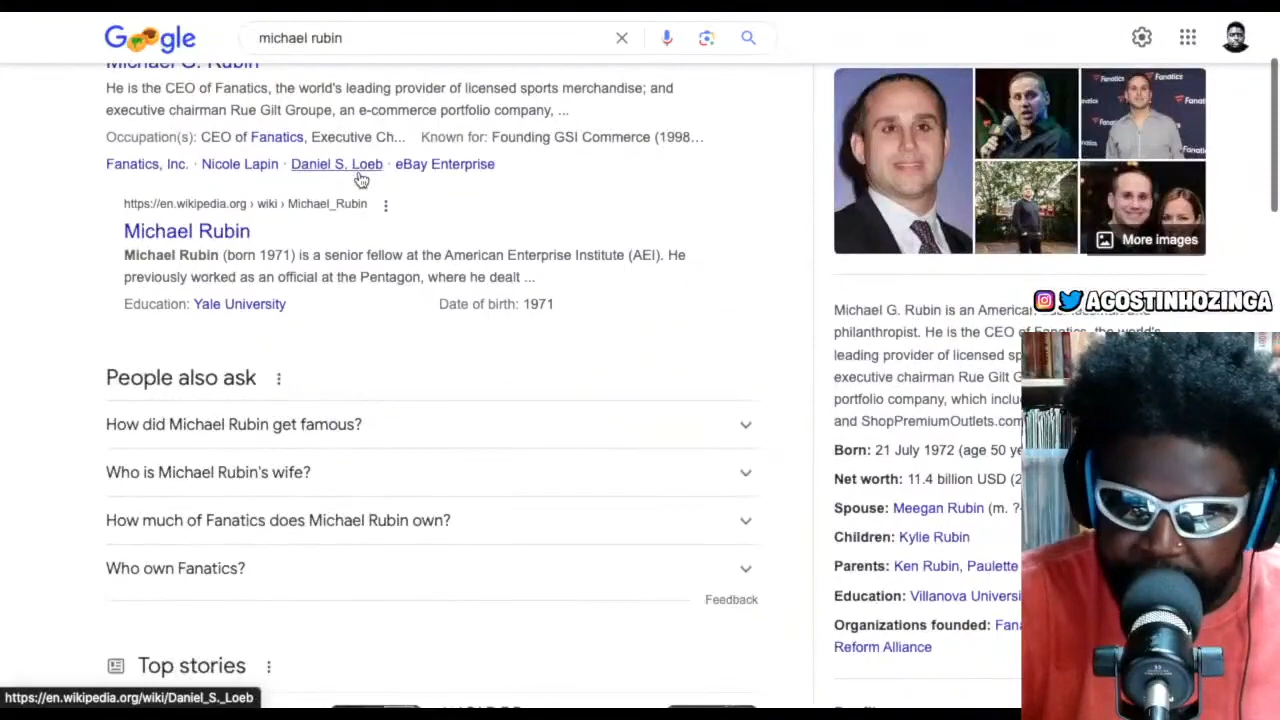 Google
michael rubin
Michael G. Rubin
He is the CEO of Fanatics, the world's leading provider of licensed sports merchandise; and
executive chairman Rue Gilt Groupe, an e-commerce portfolio company, ...
Occupation(s): CEO of Fanatics, Executive Ch... Known for: Founding GSI Commerce (1998...
Fanatics, Inc. · Nicole Lapin · Daniel S. Loeb · eBay Enterprise
https://en.wikipedia.org › wiki › Michael_Rubin
Michael Rubin
Michael Rubin (born 1971) is a senior fellow at the American Enterprise Institute (AEI). He
previously worked as an official at the Pentagon, where he dealt ...
Education: Yale University Date of birth: 1971
People also ask
How did Michael Rubin get famous?
Who is Michael Rubin's wife?
How much of Fanatics does Michael Rubin own?
Who own Fanatics?
Feedback
Top stories
https://en.wikipedia.org/wiki/Daniel_S._Loeb
Fanatics
More images
Michael G. Rubin is an American
philanthropist. He is the CEO of Fanatics, the world's
leading provider of licensed sp
executive chairman Rue Gilt G
portfolio company, which inclu
and ShopPremiumOutlets.com
Born: 21 July 1972 (age 50 ye
Net worth: 11.4 billion USD (2
Spouse: Meegan Rubin (m. ?
Children: Kylie Rubin
Parents: Ken Rubin, Paulette
Education: Villanova Universi
Organizations founded: Fana
Reform Alliance
AGOSTINHOZINGA